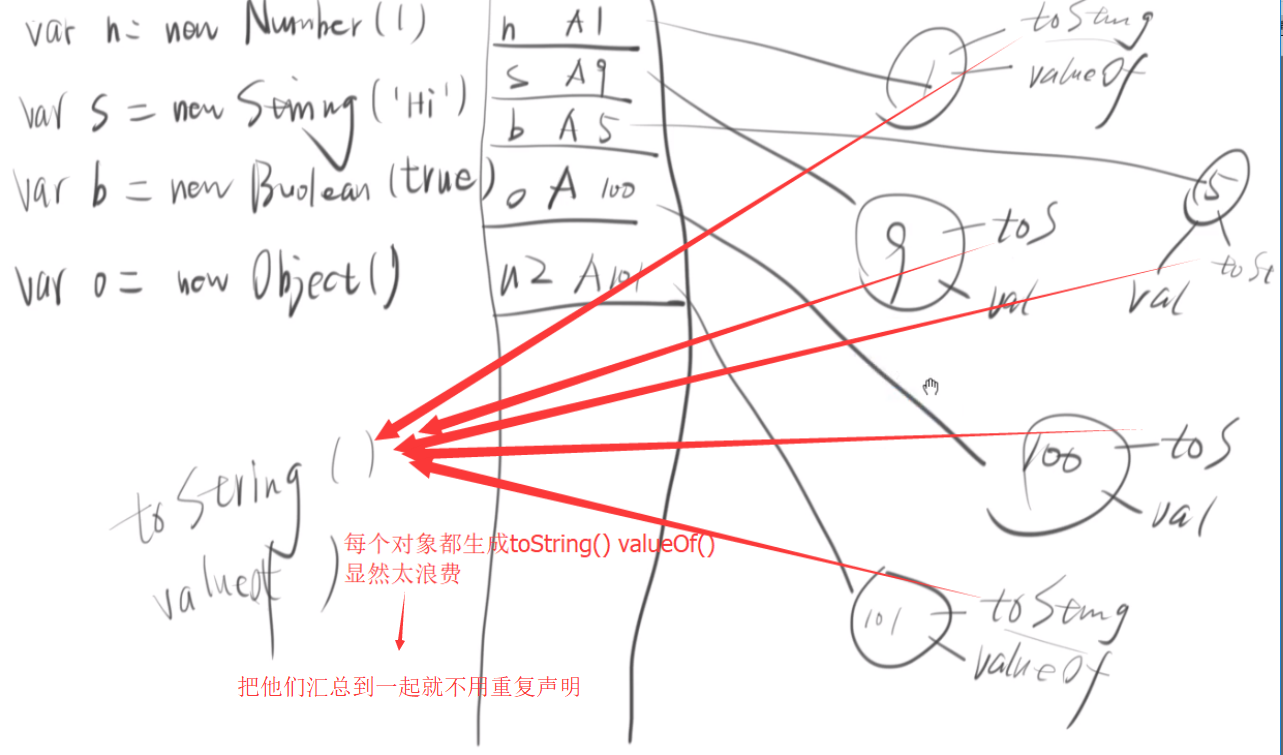 var n = new Number(1)
var s = new String('Hi')
var b = new Boolean(true)
var o = new Object()
n A1
s A9
b A5
o A 100
n2 A101
1
toString
valueOf
9
toS
val
5
val
toSt
100
toS
val
101
toString
valueOf
toString()
valueOf )
每个对象都生成toString() valueOf()
显然太浪费
把他们汇总到一起就不用重复声明